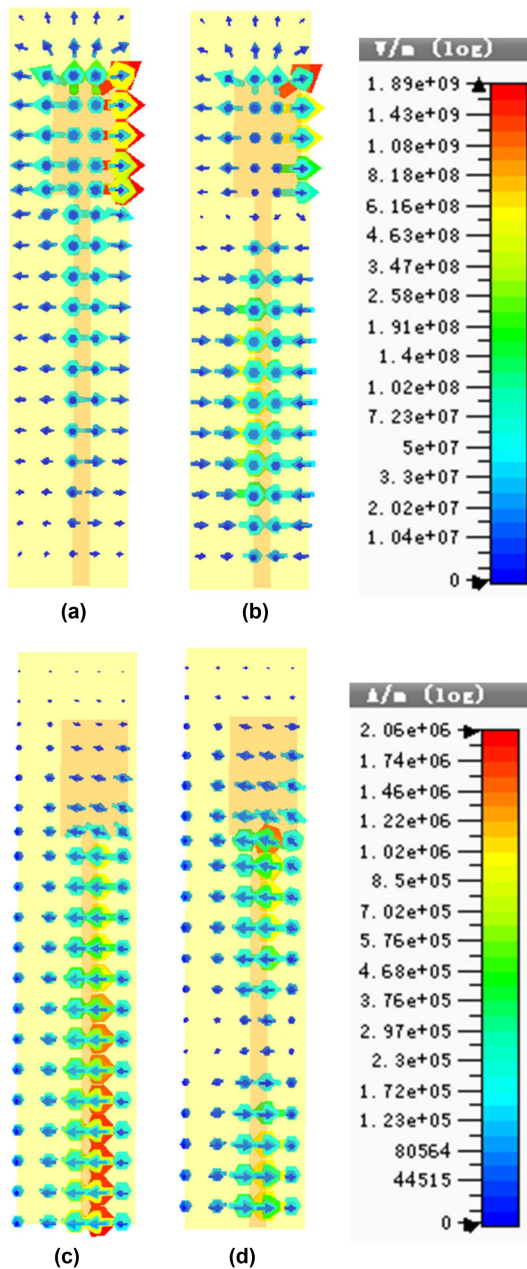 V/m (log)
1.89e+09
1.43e+09
1.08e+09
8.18e+08
6.16e+08
4.63e+08
3.47e+08
2.58e+08
1.91e+08
1.4e+08
1.02e+08
7.23e+07
5e+07
3.3e+07
2.02e+07
1.04e+07
0
(a)
(b)
A/m (log)
2.06e+06
1.74e+06
1.46e+06
1.22e+06
1.02e+06
8.5e+05
7.02e+05
5.76e+05
4.68e+05
3.76e+05
2.97e+05
2.3e+05
1.72e+05
1.23e+05
80564
44515
0
(c)
(d)